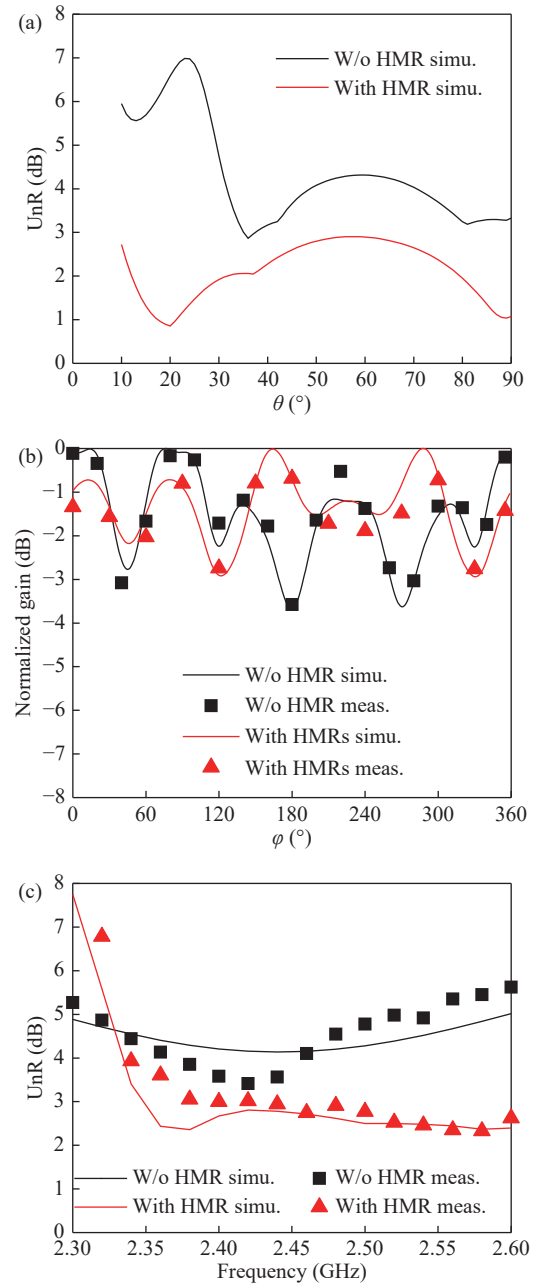 (a)
7
6
5
4
3
2
1
0
UnR (dB)
W/o HMR simu.
With HMR simu.
0 10 20 30 40 50 60 70 80 90
θ (°)
(b)
0
−1
−2
−3
−4
−5
−6
−7
−8
Normalized gain (dB)
W/o HMR simu.
W/o HMR meas.
With HMRs simu.
With HMRs meas.
0 60 120 180 240 300 360
φ (°)
(c)
8
7
6
5
4
3
2
1
0
UnR (dB)
W/o HMR simu. W/o HMR meas.
With HMR simu. With HMR meas.
2.30 2.35 2.40 2.45 2.50 2.55 2.60
Frequency (GHz)